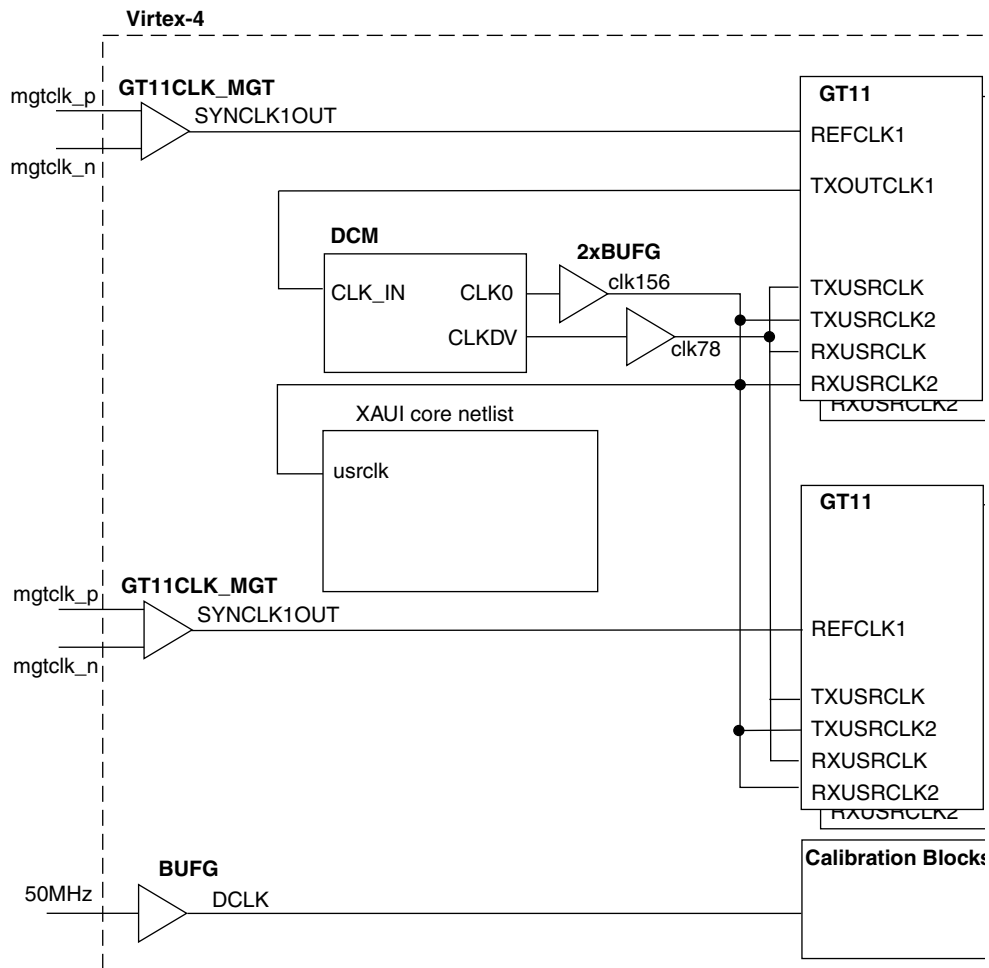 Virtex-4
GT11CLK_MGT
mgtclk_p
SYNCLK1OUT
mgtclk_n
GT11
REFCLK1
TXOUTCLK1
DCM
2xBUFG
CLK_IN
CLK0
clk156
CLKDV
clk78
TXUSRCLK
TXUSRCLK2
RXUSRCLK
RXUSRCLK2
RXUSRCLK2
XAUI core netlist
usrclk
GT11
GT11CLK_MGT
mgtclk_p
SYNCLK1OUT
mgtclk_n
REFCLK1
TXUSRCLK
TXUSRCLK2
RXUSRCLK
RXUSRCLK2
RXUSRCLK2
Calibration Blocks
BUFG
50MHz
DCLK